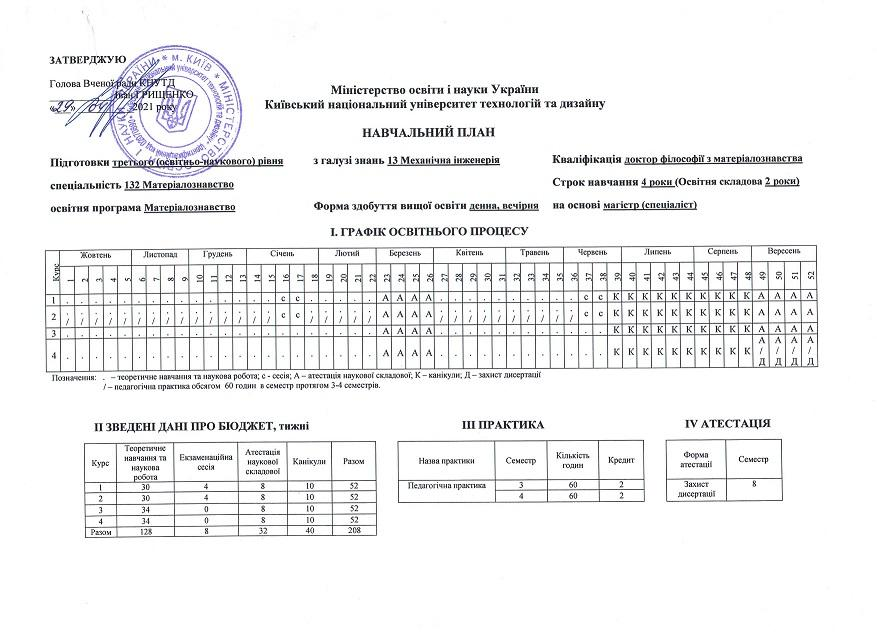 ЗАТВЕРДЖУЮ
Голова Вченої ради КНУТД
Іван ГРИЩЕНКО
2021 року
* м. КИЇВ * МІНІСТЕРСТВО
Міністерство освіти і науки України
Київський національний університет технологій та дизайну
НАВЧАЛЬНИЙ ПЛАН
Підготовки третього (освітньо-наукового) рівня з галузі знань 13 Механічна інженерія Кваліфікація доктор філософії з матеріалознавства
спеціальність 132 Матеріалознавство Строк навчання 4 роки (Освітня складова 2 роки)
освітня програма Матеріалознавство Форма здобуття вищої освіти денна, вечірня на основі магістр (спеціаліст)
І. ГРАФІК ОСВІТНЬОГО ПРОЦЕСУ
Курс Жовтень Листопад Грудень Січень Лютий Березень Квітень Травень Червень Липень Серпень Вересень
1 2 3 4 5 6 7 8 9 10 11 12 13 14 15 16 17 18 19 20 21 22 23 24 25 26 27 28 29 30 31 32 33 34 35 36 37 38 39 40 41 42 43 44 45 46 47 48 49 50 51 52
1 . . . . . . . . . . . . . . . с с . . . . . А А А А . . . . . . . . . . с с К К К К К К К К К К А А А А
2 ./ ./ ./ ./ ./ ./ ./ ./ ./ ./ ./ ./ ./ ./ ./ с с ./ ./ ./ ./ ./ А А А А ./ ./ ./ ./ ./ ./ ./ ./ ./ ./ с с К К К К К К К К К К А А А А
3 . . . . . . . . . . . . . . . . . . . . . . А А А А . . . . . . . . . . . . К К К К К К К К К К А А А А
4 . . . . . . . . . . . . . . . . . . . . . . А А А А . . . . . . . . . . . . К К К К К К К К К К А/Д А/Д А/Д А/Д
Позначення: . – теоретичне навчання та наукова робота; с - сесія; А – атестація наукової складової; К – канікули; Д – захист дисертації
/ – педагогічна практика обсягом 60 годин в семестр протягом 3-4 семестрів.
ІІ ЗВЕДЕНІ ДАНІ ПРО БЮДЖЕТ, тижні
Курс Теоретичне навчання та наукова робота Екзаменаційна сесія Атестація наукової складової Канікули Разом
1 30 4 8 10 52
2 30 4 8 10 52
3 34 0 8 10 52
4 34 0 8 10 52
Разом 128 8 32 40 208
ІІІ ПРАКТИКА
Назва практики Семестр Кількість годин Кредит
Педагогічна практика 3 60 2
4 60 2
IV АТЕСТАЦІЯ
Форма атестації Семестр
Захист дисертації 8